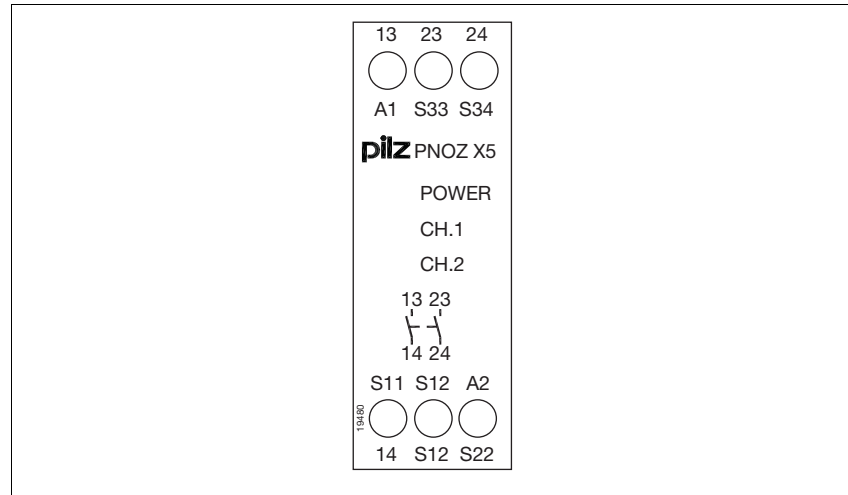 13 23 24
A1 S33 S34
pilz PNOZ X5
POWER
CH.1
CH.2
13 23
14 24
S11 S12 A2
19480
14 S12 S22